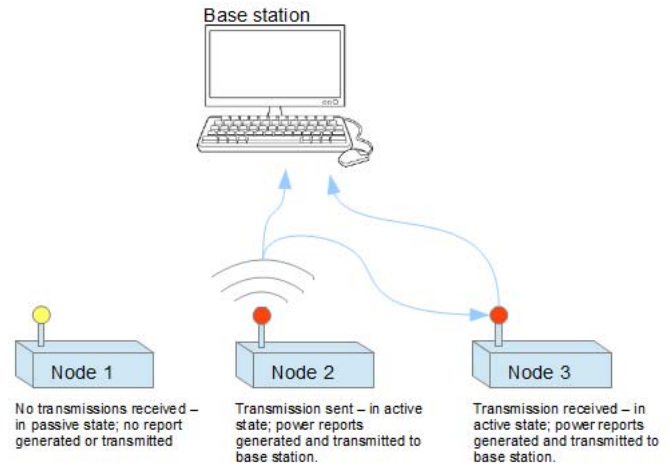 Base station
Node 1
Node 2
Node 3
No transmissions received –
in passive state; no report
generated or transmitted
Transmission sent – in active
state; power reports
generated and transmitted to
base station.
Transmission received – in
active state; power reports
generated and transmitted to
base station.